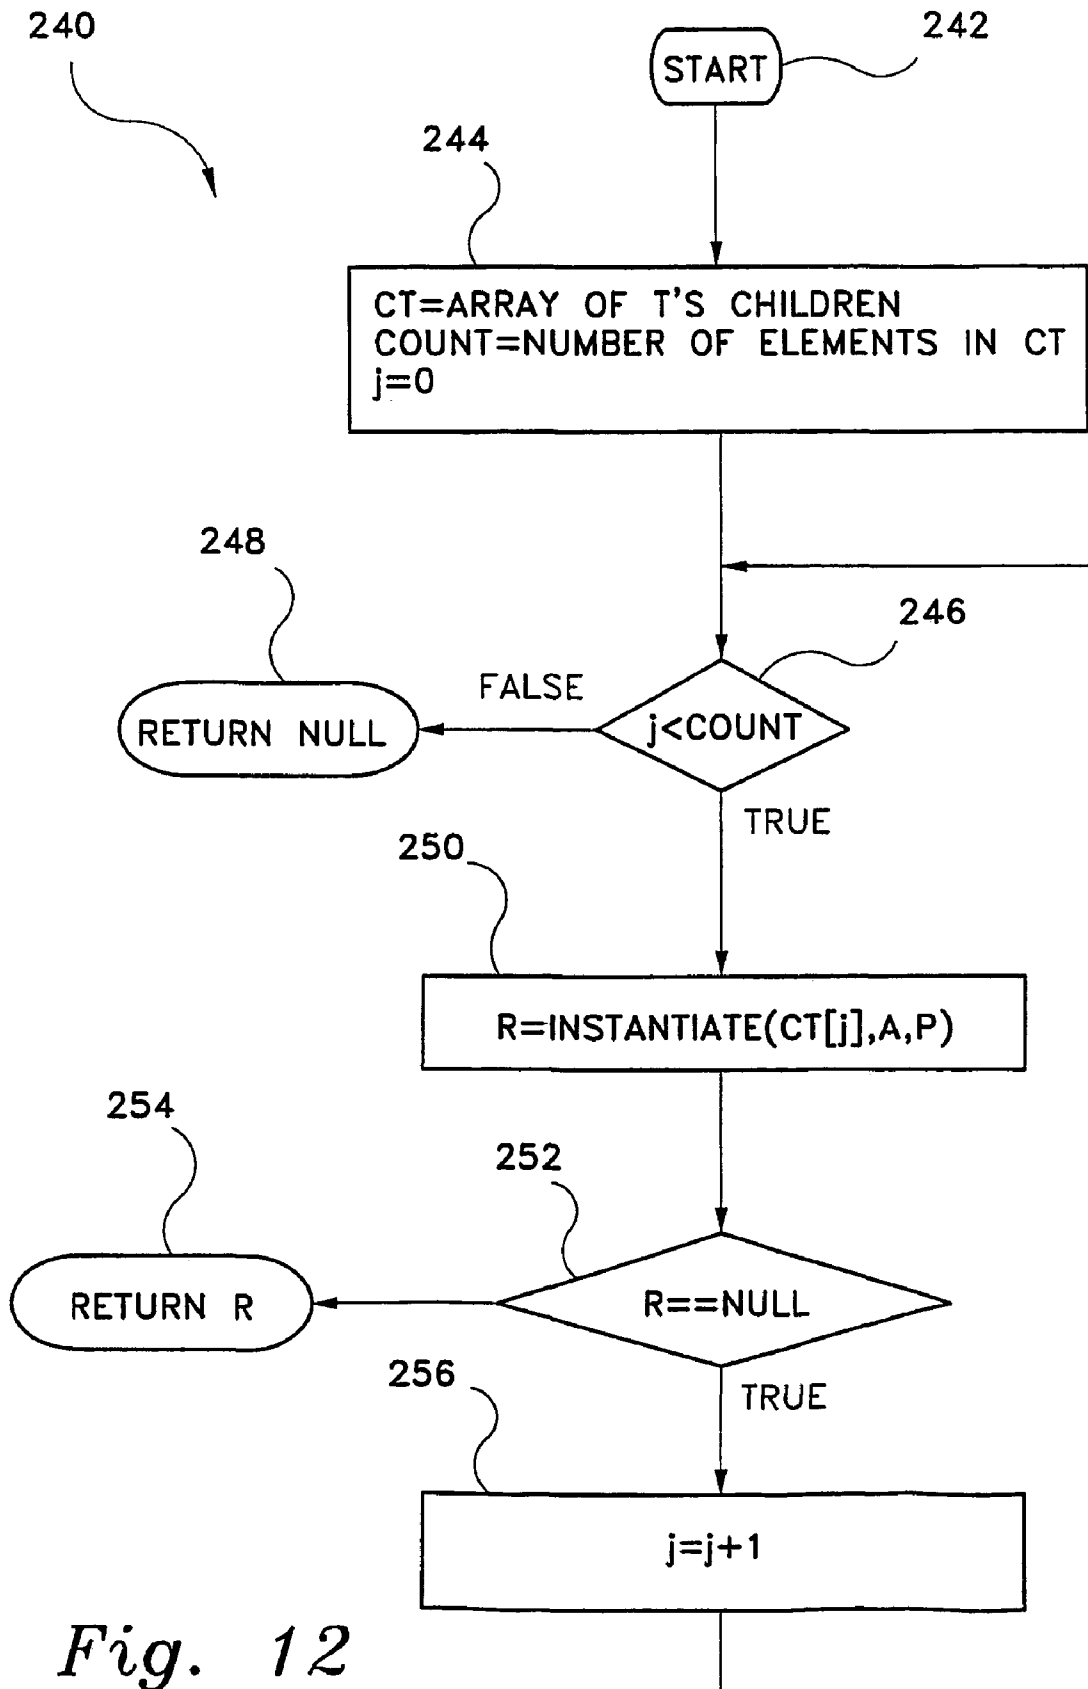 240
242
START
244
CT=ARRAY OF T'S CHILDREN
COUNT=NUMBER OF ELEMENTS IN CT
j=0
248
246
FALSE
RETURN NULL
j<COUNT
TRUE
250
R=INSTANTIATE(CT[j],A,P)
254
252
RETURN R
R==NULL
256
TRUE
j=j+1
Fig. 12